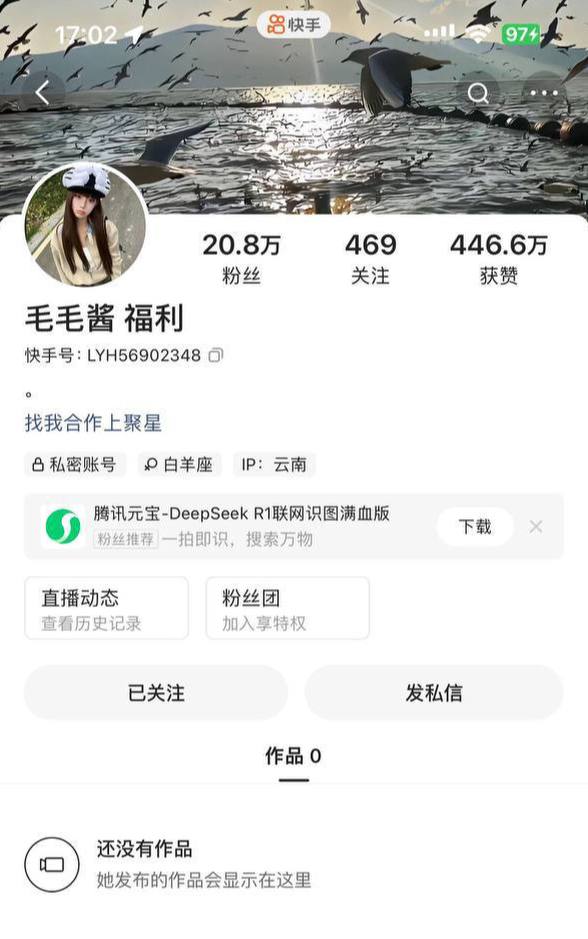 17:02
快手
97
20.8万
469
446.6万
粉丝
关注
获赞
毛毛酱 福利
快手号: LYH56902348
。
找我合作上聚星
私密账号
白羊座
IP: 云南
腾讯元宝-DeepSeek R1联网识图满血版
粉丝推荐
一拍即识，搜索万物
下载
直播动态
查看历史记录
粉丝团
加入享特权
已关注
发私信
作品 0
还没有作品
她发布的作品会显示在这里